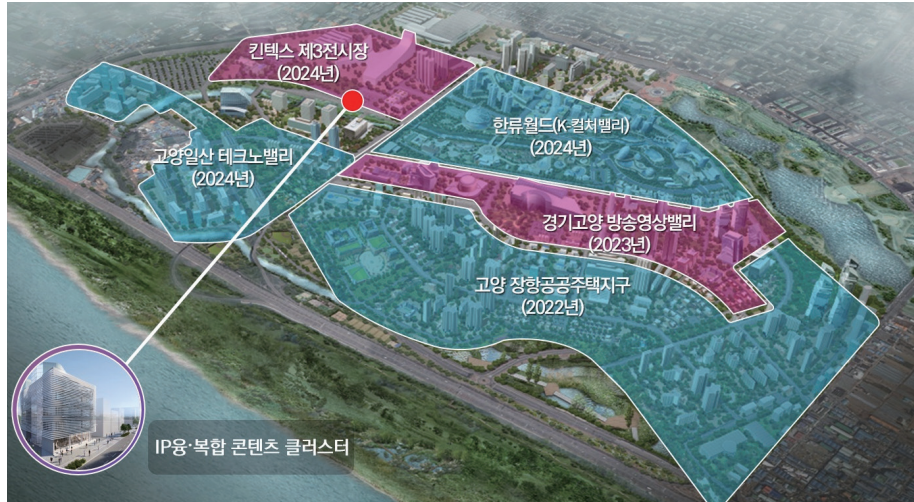 킨텍스 제3전시장
(2024년)
한류월드(K-컬처밸리)
(2024년)
고양일산 테크노밸리
(2024년)
경기고양 방송영상밸리
(2023년)
고양 장항공공주택지구
(2022년)
IP융·복합 콘텐츠 클러스터